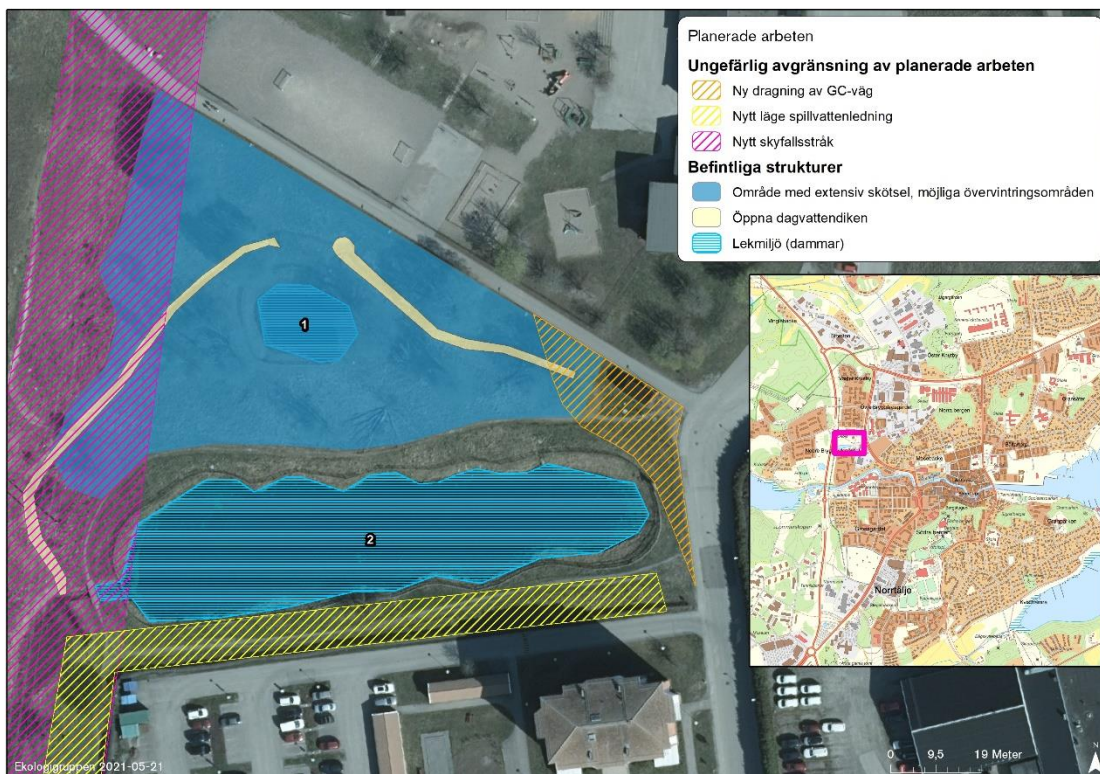 Planerade arbeten
Ungefärlig avgränsning av planerade arbeten
Ny dragning av GC-väg
Nytt läge spillvattenledning
Nytt skyfallsstråk
Befintliga strukturer
Område med extensiv skötsel, möjliga övervintringsområden
Öppna dagvattendiken
Lekmiljö (dammar)
1
2
Norrtälje
Ekologigruppen 2021-05-21
0 9,5 19 Meter
N